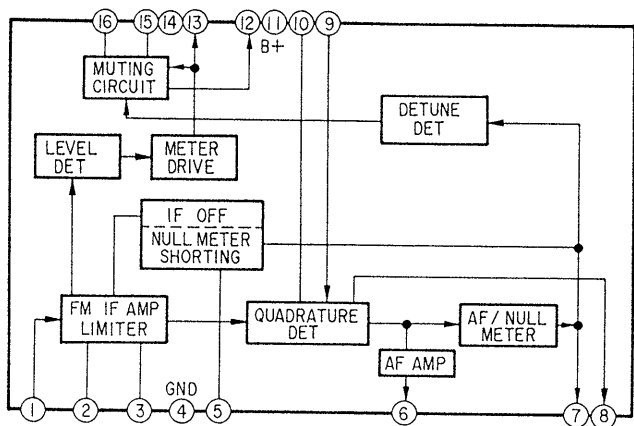 16 15 14 13 12 11 10 9
B+
MUTING
CIRCUIT
DETUNE
DET
LEVEL
DET
METER
DRIVE
IF OFF
NULL METER
SHORTING
FM IF AMP
LIMITER
QUADRATURE
DET
AF/NULL
METER
AF AMP
GND
1 2 3 4 5 6 7 8